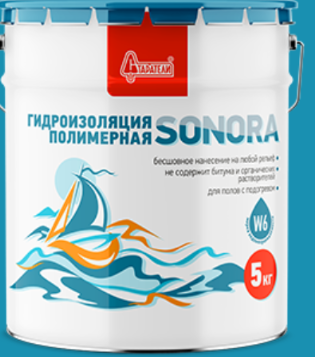 СТАРАТЕЛИ
ГИДРОИЗОЛЯЦИЯ
ПОЛИМЕРНАЯ SONORA
бесшовное нанесение на любой рельеф •
не содержит битума и органических •
растворителей
для полов с подогревом •
W6
5 кг